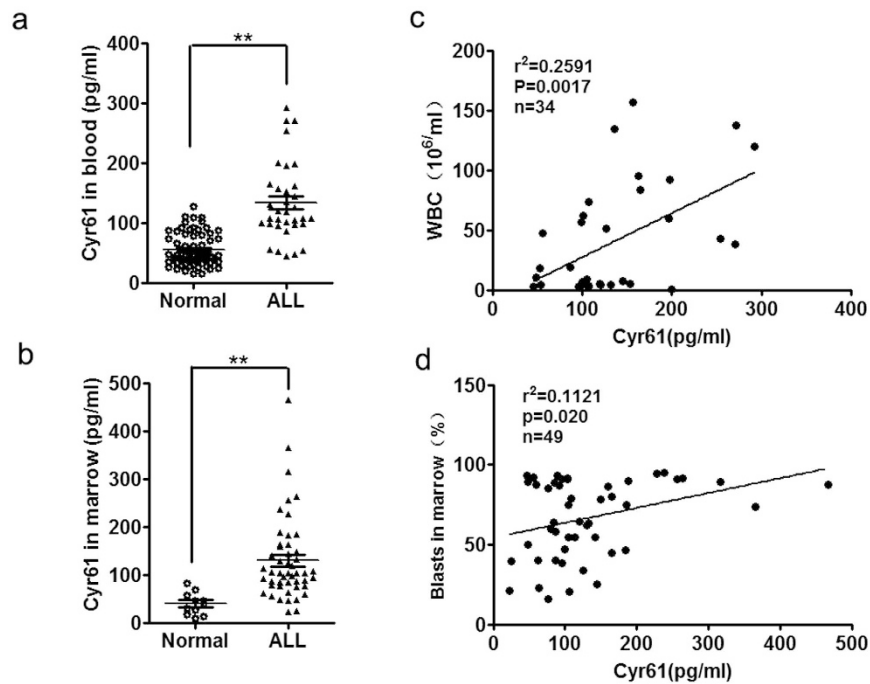 a
Cyr61 in blood (pg/ml)
400
300
200
100
0
**
Normal ALL
b
Cyr61 in marrow (pg/ml)
500
400
300
200
100
0
**
Normal ALL
c
WBC（10^6/ml）
200
150
100
50
0
r²=0.2591
P=0.0017
n=34
0 100 200 300 400
Cyr61(pg/ml)
d
Blasts in marrow（%）
150
100
50
0
r²=0.1121
p=0.020
n=49
0 100 200 300 400 500
Cyr61(pg/ml)